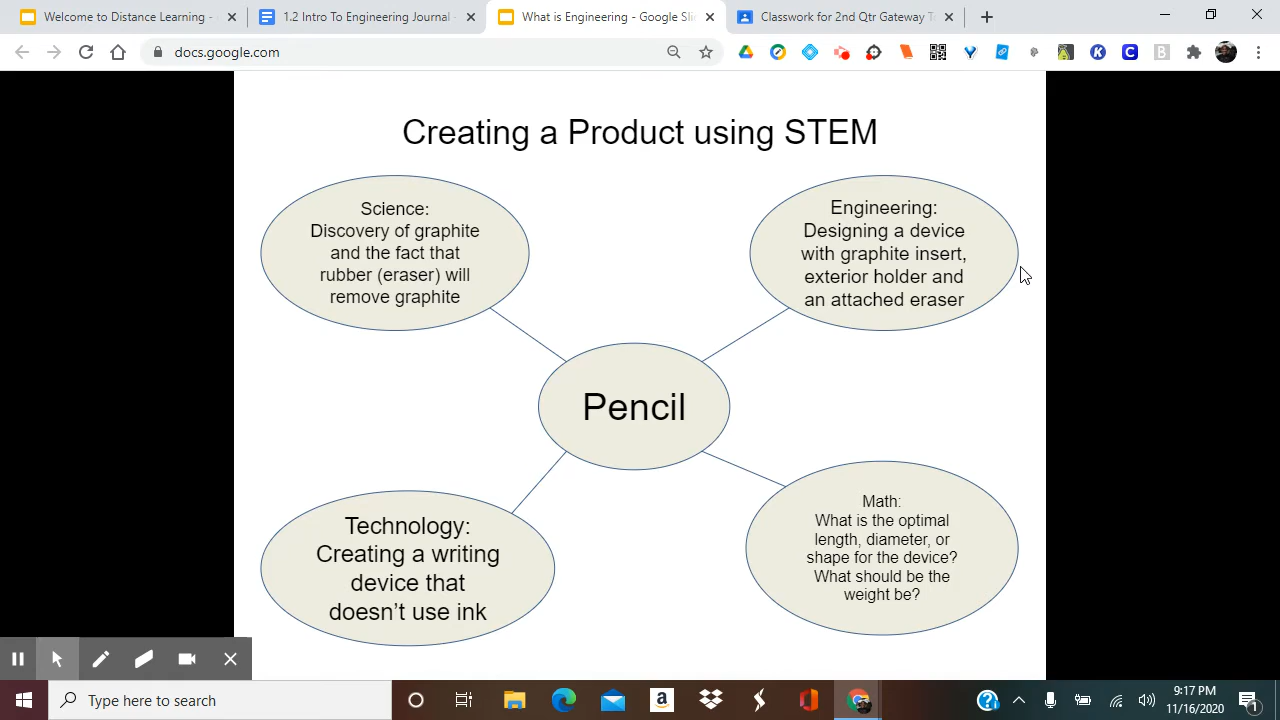 Welcome to Distance Learning -
1.2 Intro To Engineering Journal -
What is Engineering - Google Sli
Classwork for 2nd Qtr Gateway T
docs.google.com
Creating a Product using STEM
Science:
Discovery of graphite
and the fact that
rubber (eraser) will
remove graphite
Engineering:
Designing a device
with graphite insert,
exterior holder and
an attached eraser
Pencil
Technology:
Creating a writing
device that
doesn't use ink
Math:
What is the optimal
length, diameter, or
shape for the device?
What should be the
weight be?
Type here to search
9:17 PM
11/16/2020